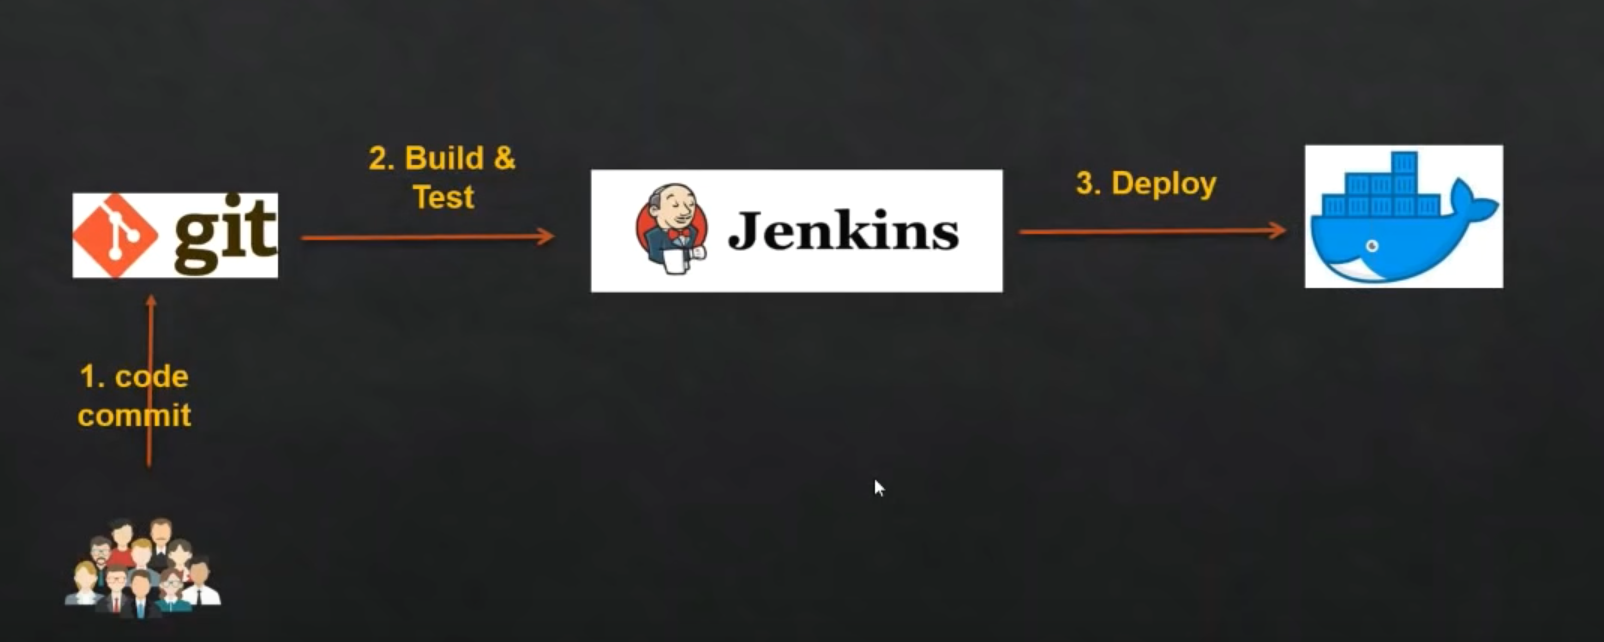 2. Build &
Test
3. Deploy
git
Jenkins
1. code
commit